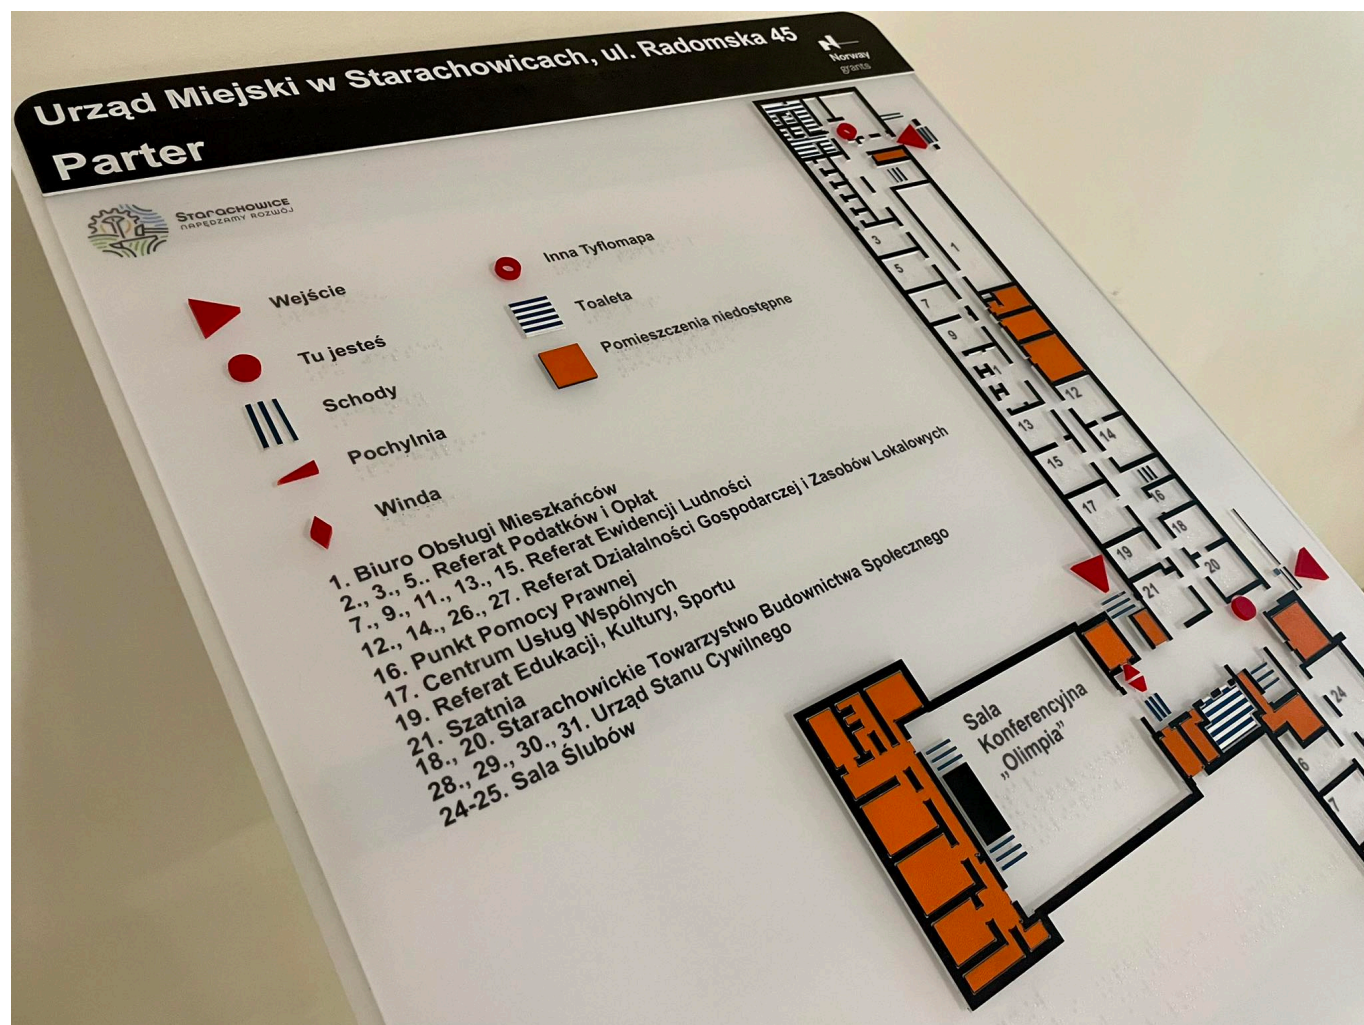 Urząd Miejski w Starachowicach, ul. Radomska 45
Norway
grants
Parter
STARACHOWICE
NAPĘDZAMY ROZWÓJ
Wejście
Tu jesteś
Schody
Pochylnia
Winda
Inna Tyflomapa
Toaleta
Pomieszczenia niedostępne
1. Biuro Obsługi Mieszkańców
2., 3., 5.. Referat Podatków i Opłat
7., 9., 11., 13., 15. Referat Ewidencji Ludności
12., 14., 26., 27. Referat Działalności Gospodarczej i Zasobów Lokalowych
16. Punkt Pomocy Prawnej
17. Centrum Usług Wspólnych
19. Referat Edukacji, Kultury, Sportu
21. Szatnia
18., 20. Starachowickie Towarzystwo Budownictwa Społecznego
28., 29., 30., 31. Urząd Stanu Cywilnego
24-25. Sala Ślubów
1
3
5
7
9
12
13
14
15
16
17
18
19
20
21
24
6
7
Sala
Konferencyjna
„Olimpia”